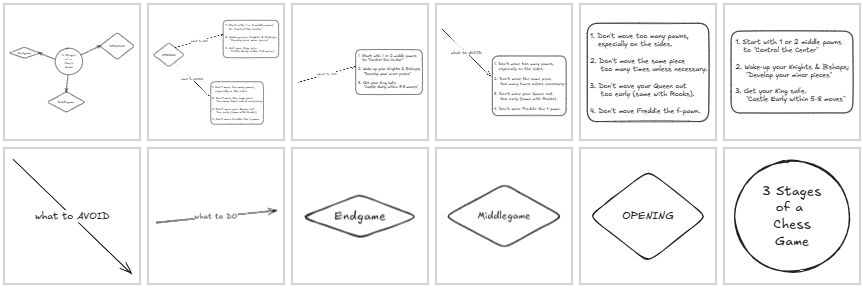 Endgame
3 Stages
of a
Chess
Game
OPENING
Middlegame
OPENING
what to DO
1. Start with 1 or 2 middle pawns
to "Control the Center"
2. Wake-up your Knights & Bishops;
"Develop your minor pieces"
3. Get your King safe.
"Castle Early within 5-8 moves"
what to AVOID
1. Don't move too many pawns,
especially on the sides.
2. Don't move the same piece
too many times unless necessary.
3. Don't move your Queen out
too early (same with Rooks).
4. Don't move Freddie the f-pawn.
what to DO
1. Start with 1 or 2 middle pawns
to "Control the Center"
2. Wake-up your Knights & Bishops;
"Develop your minor pieces"
3. Get your King safe.
"Castle Early within 5-8 moves"
what to AVOID
1. Don't move too many pawns,
especially on the sides.
2. Don't move the same piece
too many times unless necessary.
3. Don't move your Queen out
too early (same with Rooks).
4. Don't move Freddie the f-pawn.
1. Don't move too many pawns,
especially on the sides.
2. Don't move the same piece
too many times unless necessary.
3. Don't move your Queen out
too early (same with Rooks).
4. Don't move Freddie the f-pawn.
1. Start with 1 or 2 middle pawns
to "Control the Center"
2. Wake-up your Knights & Bishops;
"Develop your minor pieces"
3. Get your King safe.
"Castle Early within 5-8 moves"
what to AVOID
what to DO
Endgame
Middlegame
OPENING
3 Stages
of a
Chess
Game